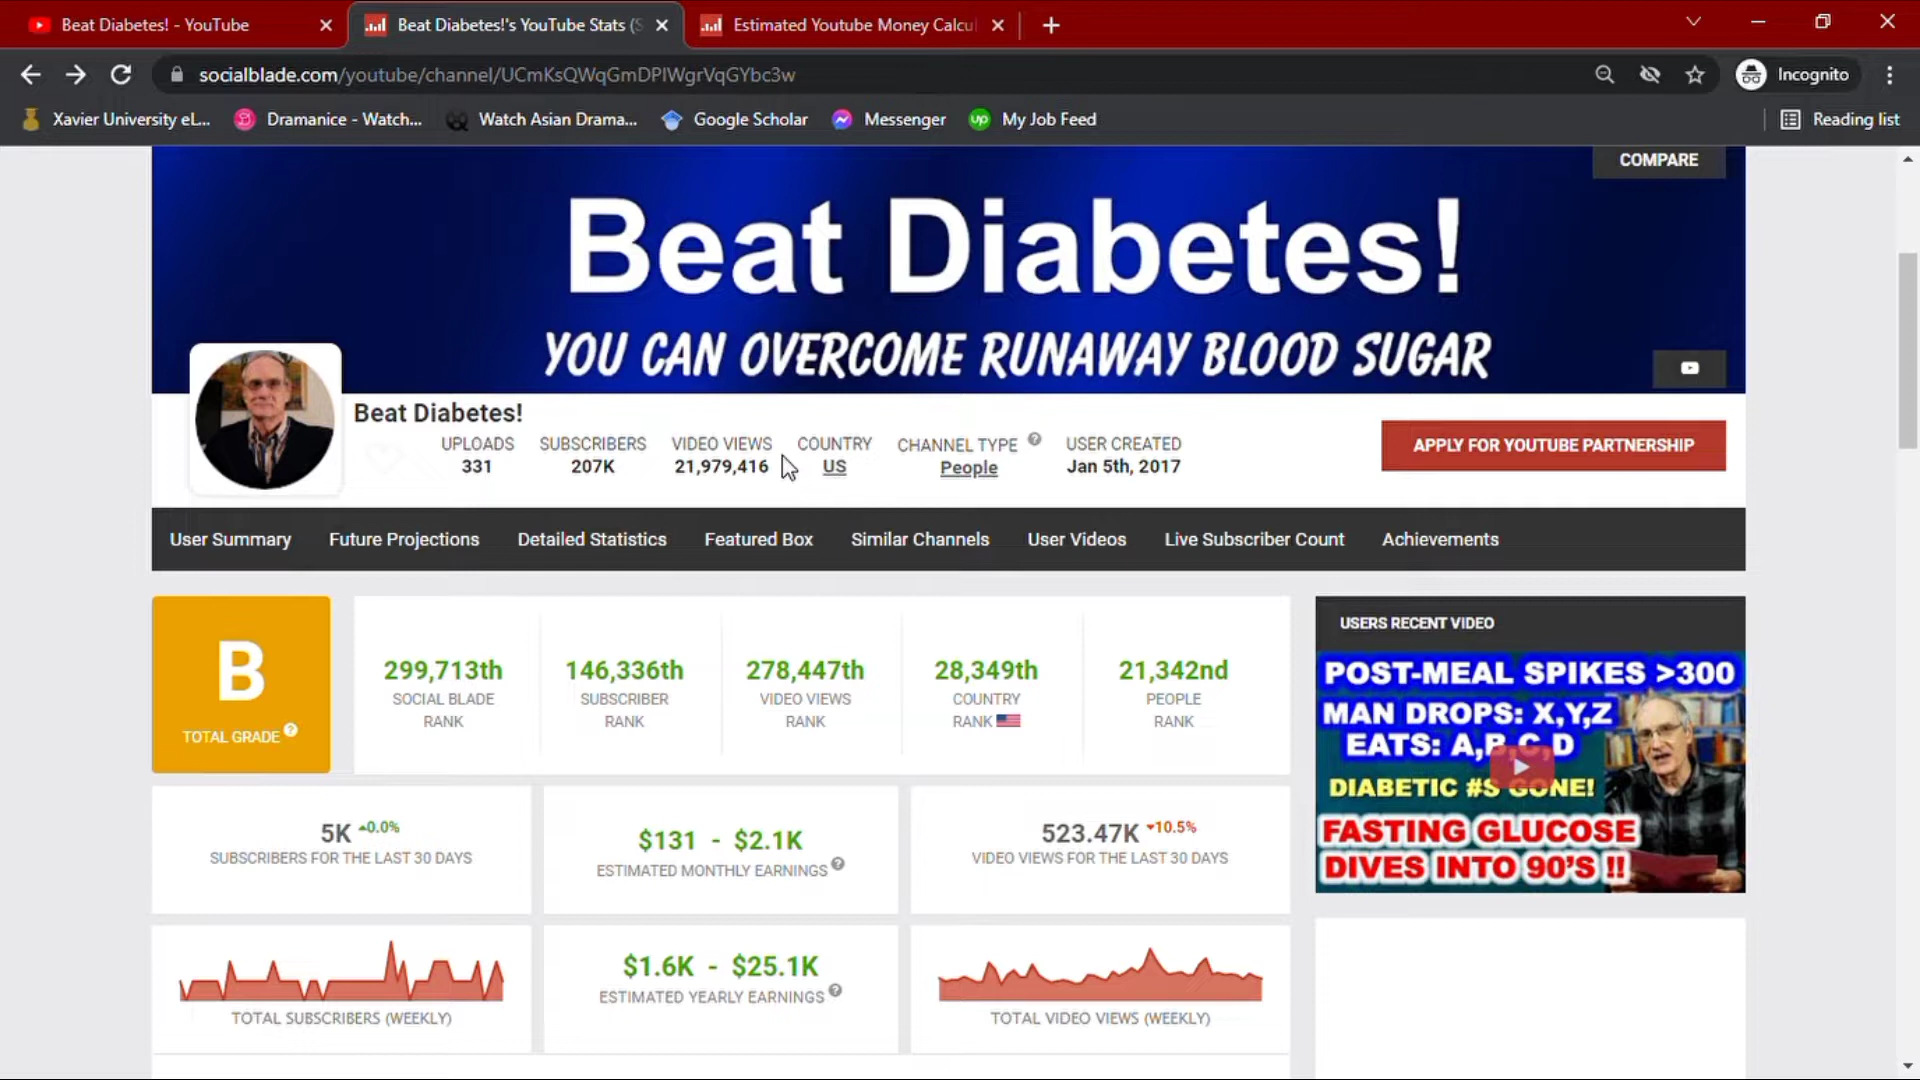 Beat Diabetes! - YouTube
Beat Diabetes!'s YouTube Stats (S
Estimated Youtube Money Calcu
socialblade.com/youtube/channel/UCmKsQWqGmDPIWgrVqGYbc3w
Incognito
Xavier University eL...
Dramanice - Watch...
Watch Asian Drama...
Google Scholar
Messenger
up
My Job Feed
Reading list
COMPARE
Beat Diabetes!
YOU CAN OVERCOME RUNAWAY BLOOD SUGAR
Beat Diabetes!
UPLOADS
331
SUBSCRIBERS
207K
VIDEO VIEWS
21,979,416
COUNTRY
US
CHANNEL TYPE
People
USER CREATED
Jan 5th, 2017
APPLY FOR YOUTUBE PARTNERSHIP
User Summary
Future Projections
Detailed Statistics
Featured Box
Similar Channels
User Videos
Live Subscriber Count
Achievements
B
TOTAL GRADE
299,713th
SOCIAL BLADE
RANK
146,336th
SUBSCRIBER
RANK
278,447th
VIDEO VIEWS
RANK
28,349th
COUNTRY
RANK
21,342nd
PEOPLE
RANK
USERS RECENT VIDEO
POST-MEAL SPIKES >300
MAN DROPS: X,Y,Z
EATS: A,B,C,D
DIABETIC #S GONE!
FASTING GLUCOSE
DIVES INTO 90'S !!
5K 0.0%
SUBSCRIBERS FOR THE LAST 30 DAYS
$131 - $2.1K
ESTIMATED MONTHLY EARNINGS
523.47K 10.5%
VIDEO VIEWS FOR THE LAST 30 DAYS
TOTAL SUBSCRIBERS (WEEKLY)
$1.6K - $25.1K
ESTIMATED YEARLY EARNINGS
TOTAL VIDEO VIEWS (WEEKLY)